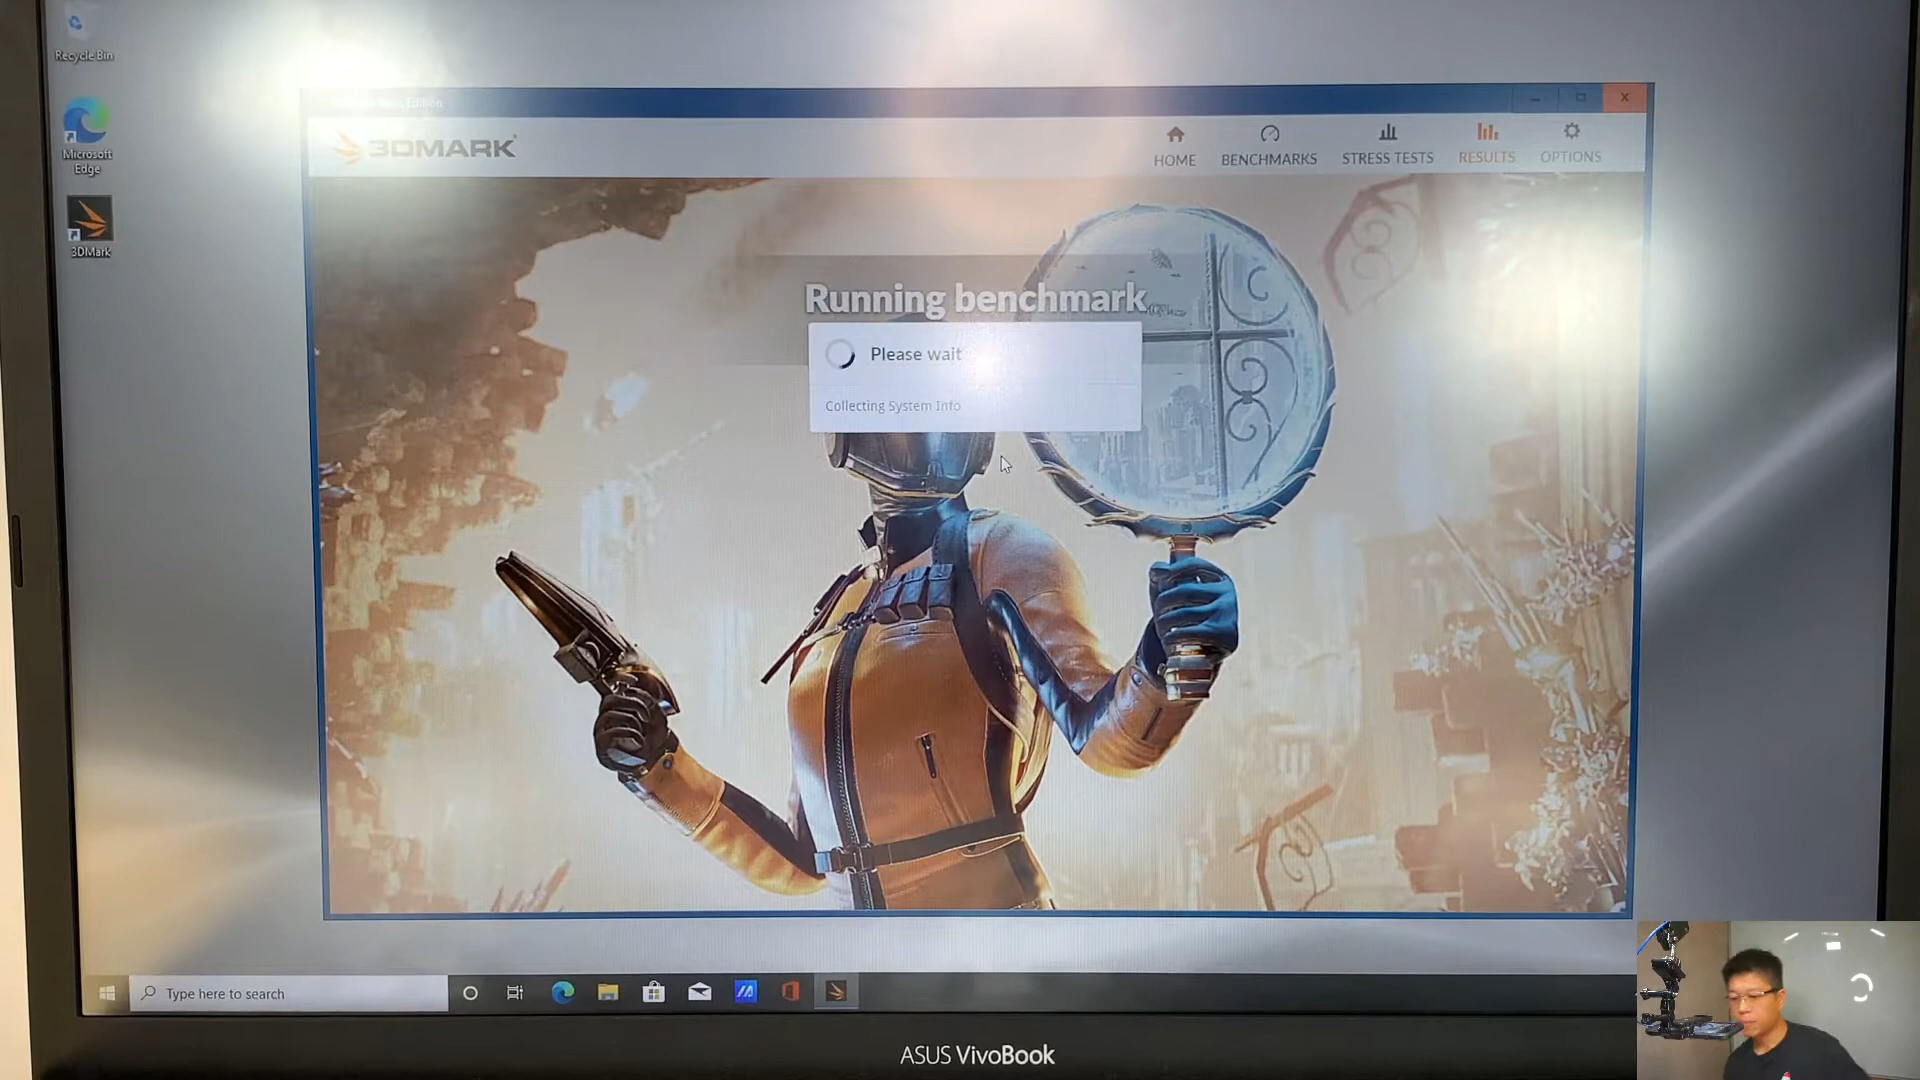 Recycle Bin
Microsoft
Edge
3DMark
Edition
3DMARK
HOME
BENCHMARKS
STRESS TESTS
RESULTS
OPTIONS
Running benchmark
Please wait
Collecting System Info
Type here to search
ASUS VivoBook